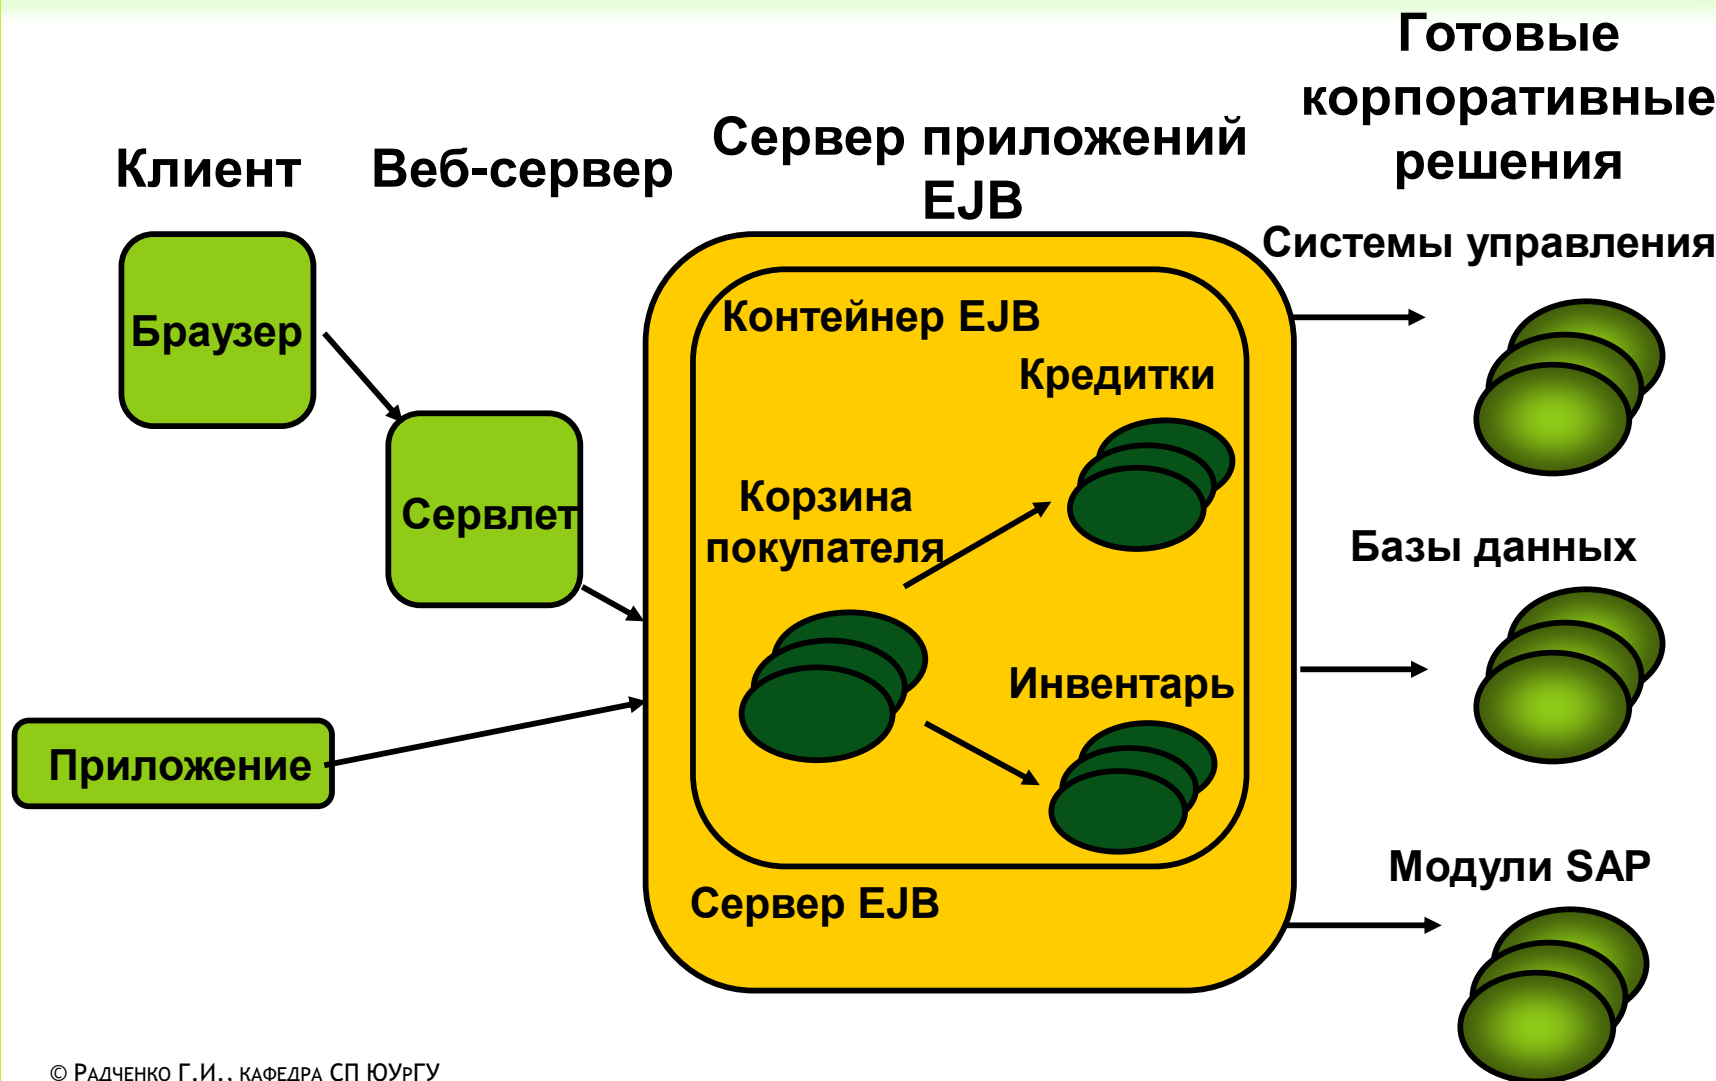 Готовые
корпоративные
решения
Сервер приложений
EJB
Клиент
Веб-сервер
Системы управления
Браузер
Контейнер EJB
Кредитки
Сервлет
Корзина
покупателя
Базы данных
Инвентарь
Приложение
Модули SAP
Сервер EJB
© Радченко Г.И., кафедра СП ЮУрГУ